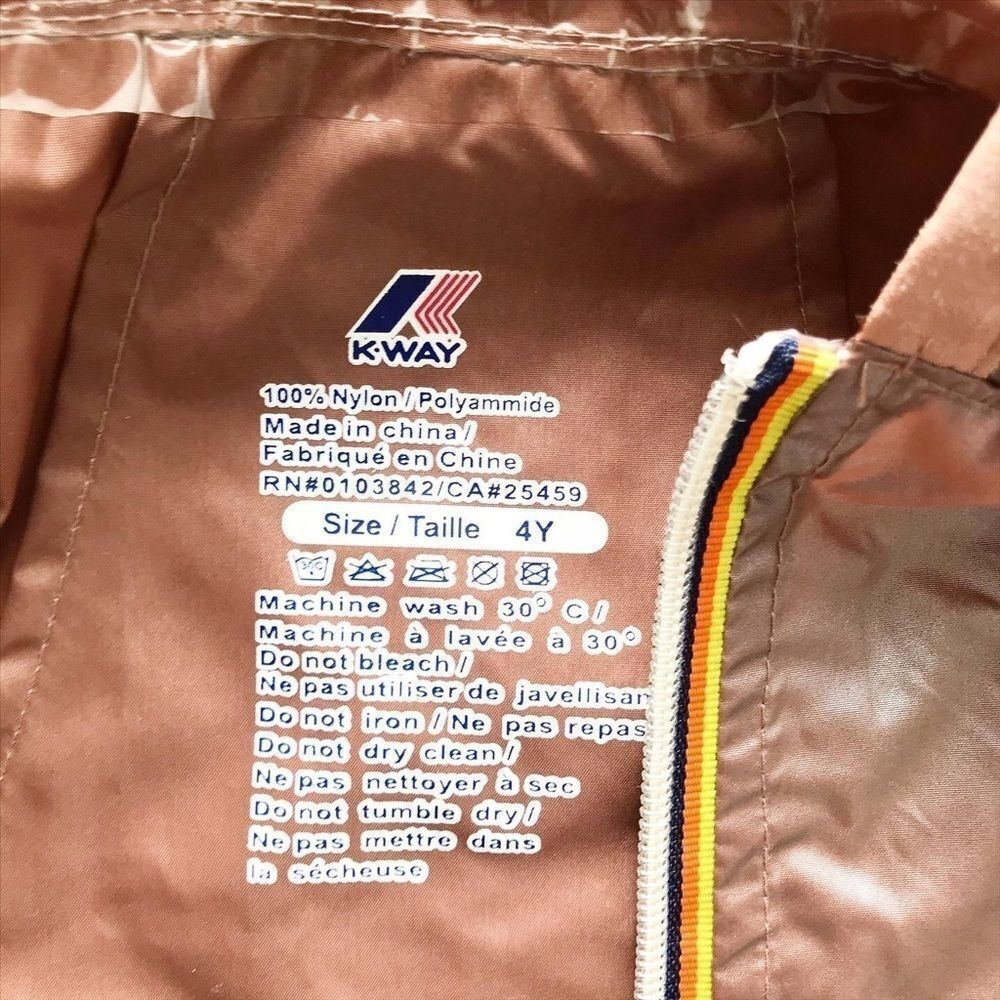 K·WAY
100% Nylon / Polyammide
Made in china /
Fabriqué en Chine
RN#0103842/CA#25459
Size / Taille 4Y
30°C
Machine wash 30° C /
Machine à lavée à 30°
Do not bleach /
Ne pas utiliser de javellisan
Do not iron / Ne pas repas
Do not dry clean /
Ne pas nettoyer à sec
Do not tumble dry /
Ne pas mettre dans
la sécheuse